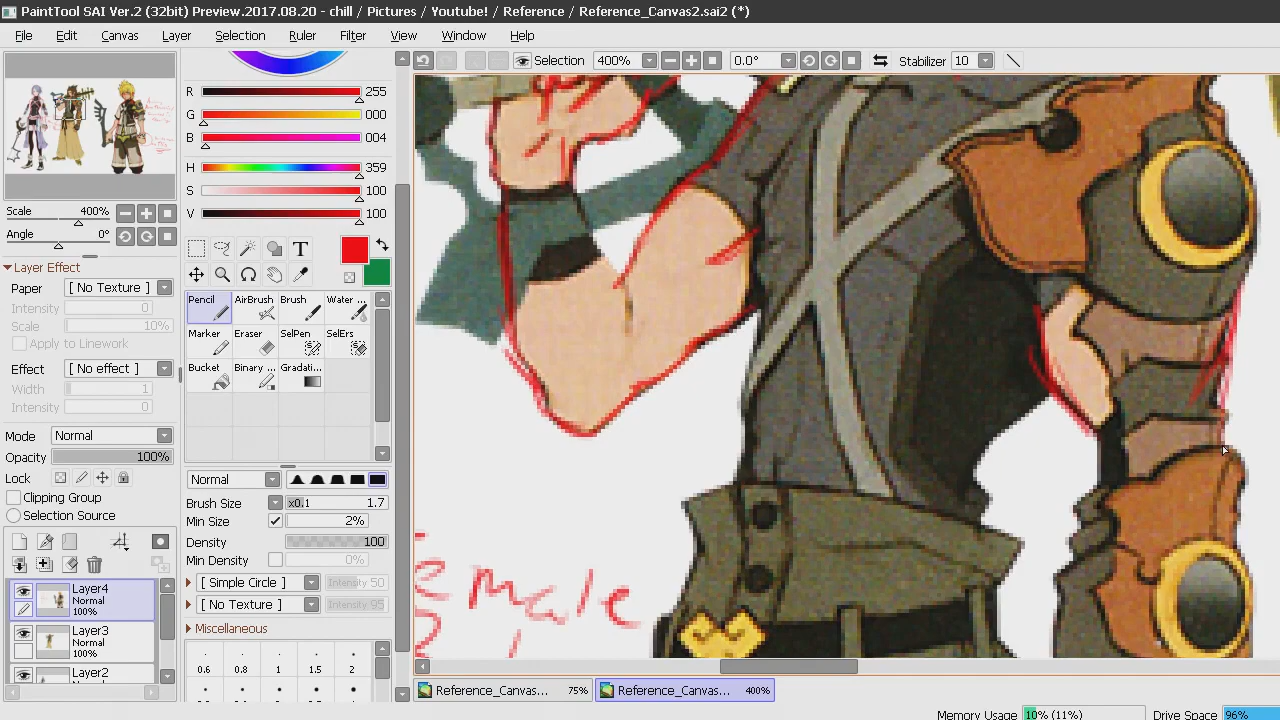 PaintTool SAI Ver.2 (32bit) Preview.2017.08.20 - chill / Pictures / Youtube! / Reference / Reference_Canvas2.sai2 (*)
File Edit Canvas Layer Selection Ruler Filter View Window Help
Selection 400% 0.0° Stabilizer 10
R 255
G 000
B 004
H 359
S 100
V 100
Scale 400%
Angle 0°
Layer Effect
Paper [ No Texture ]
Intensity 0
Scale 10%
Apply to Linework
Effect [ No effect ]
Width 1
Intensity 0
Mode Normal
Opacity 100%
Lock
Clipping Group
Selection Source
Layer4
Normal
100%
Layer3
Normal
100%
Layer2
T
Pencil AirBrush Brush Water ...
Marker Eraser SelPen SelErs
Bucket Binary ... Gradati...
Normal
Brush Size x0.1 1.7
Min Size 2%
Density 100
Min Density 0%
[ Simple Circle ] Intensity 50
[ No Texture ] Intensity 95
Miscellaneous
0.6 0.8 1 1.5 2
male
Reference_Canvas... 75% Reference_Canvas... 400%
Memory Usage 10% (11%) Drive Space 96%